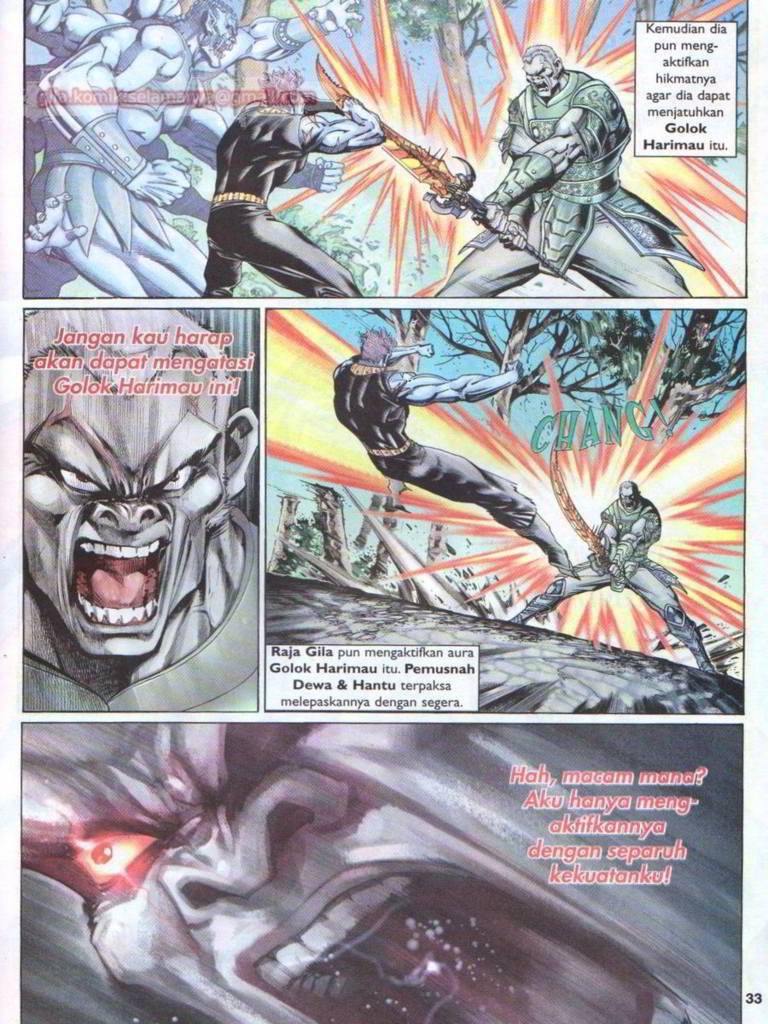 Kemudian dia
pun meng-
aktifkan
hikmatnya
agar dia dapat
menjatuhkan
Golok
Harimau itu.
Jangan kau harap
akan dapat mengatasi
Golok Harimau ini!
CHANG!
Raja Gila pun mengaktifkan aura
Golok Harimau itu. Pemusnah
Dewa & Hantu terpaksa
melepaskannya dengan segera.
Hah, macam mana?
Aku hanya meng-
aktifkannya
dengan separuh
kekuatanku!
33